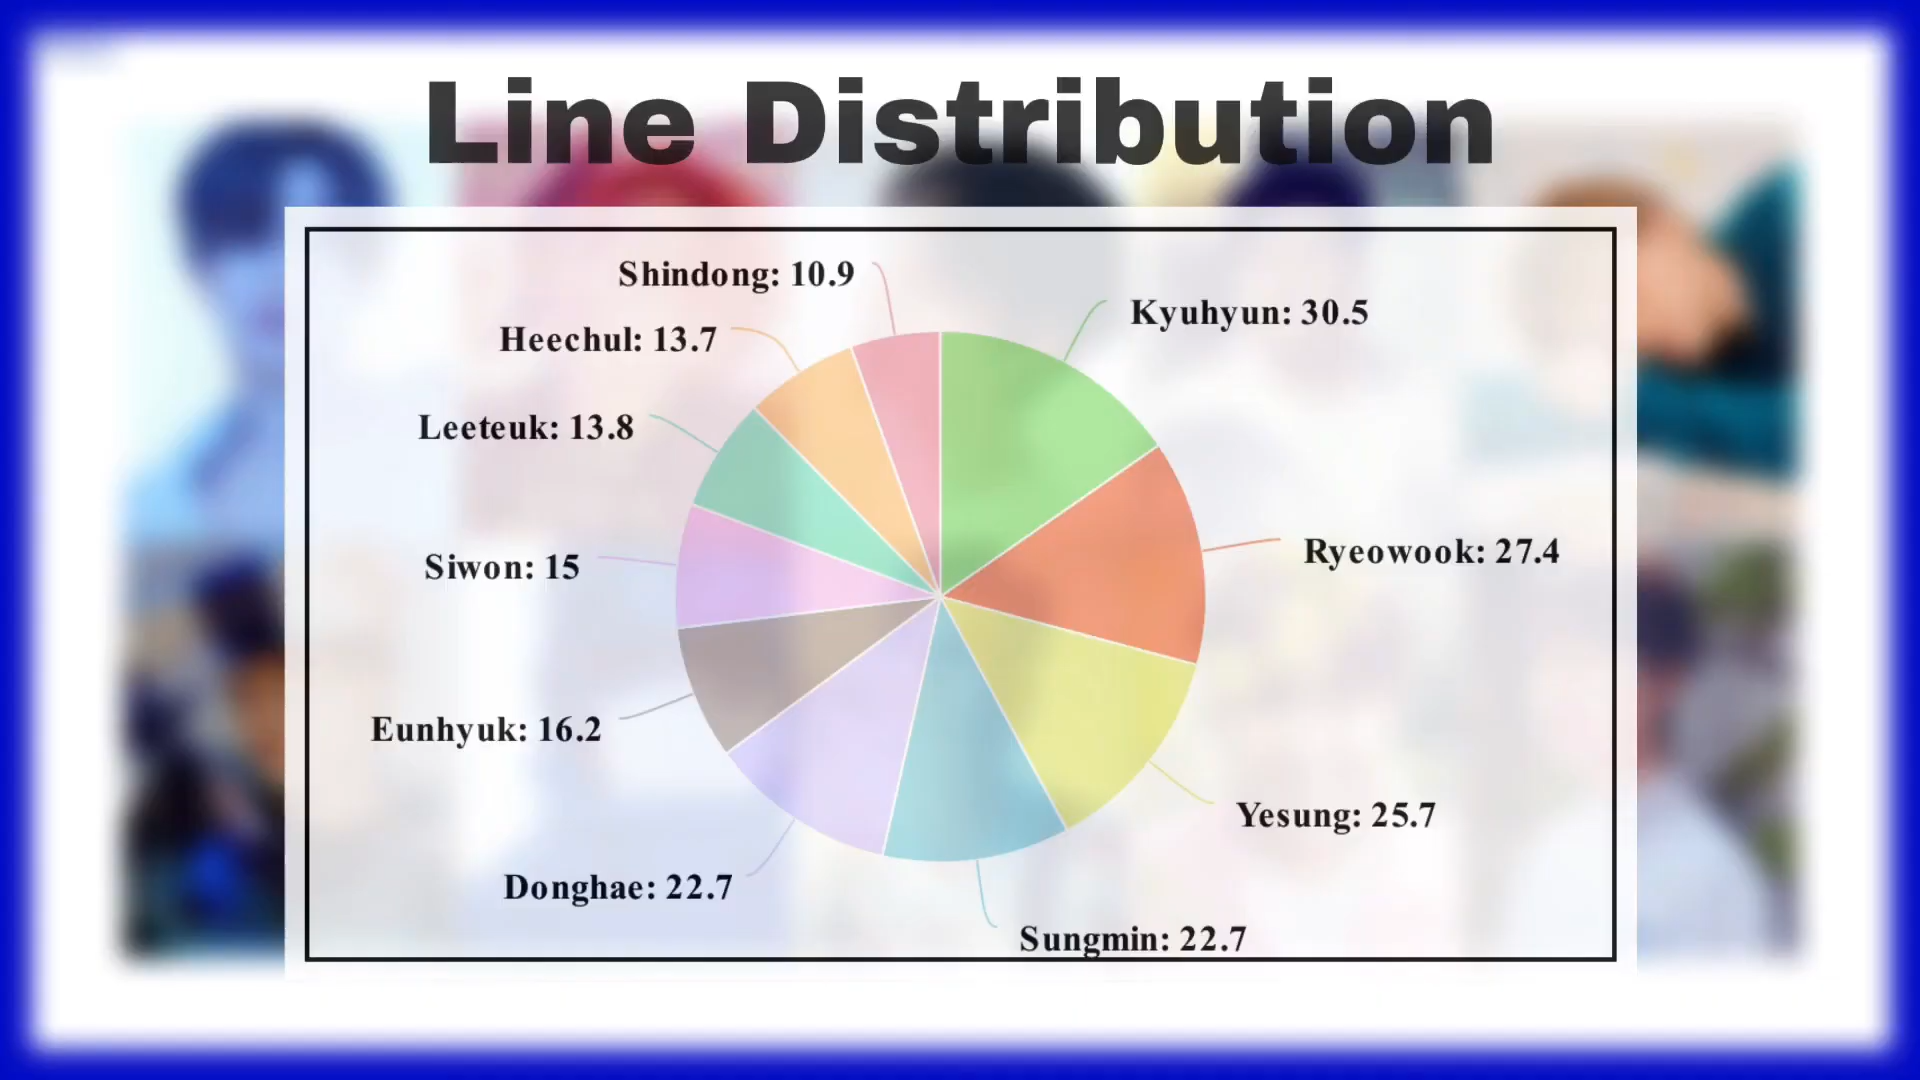 Line Distribution
Shindong: 10.9
Kyuhyun: 30.5
Heechul: 13.7
Leeteuk: 13.8
Ryeowook: 27.4
Siwon: 15
Eunhyuk: 16.2
Yesung: 25.7
Donghae: 22.7
Sungmin: 22.7